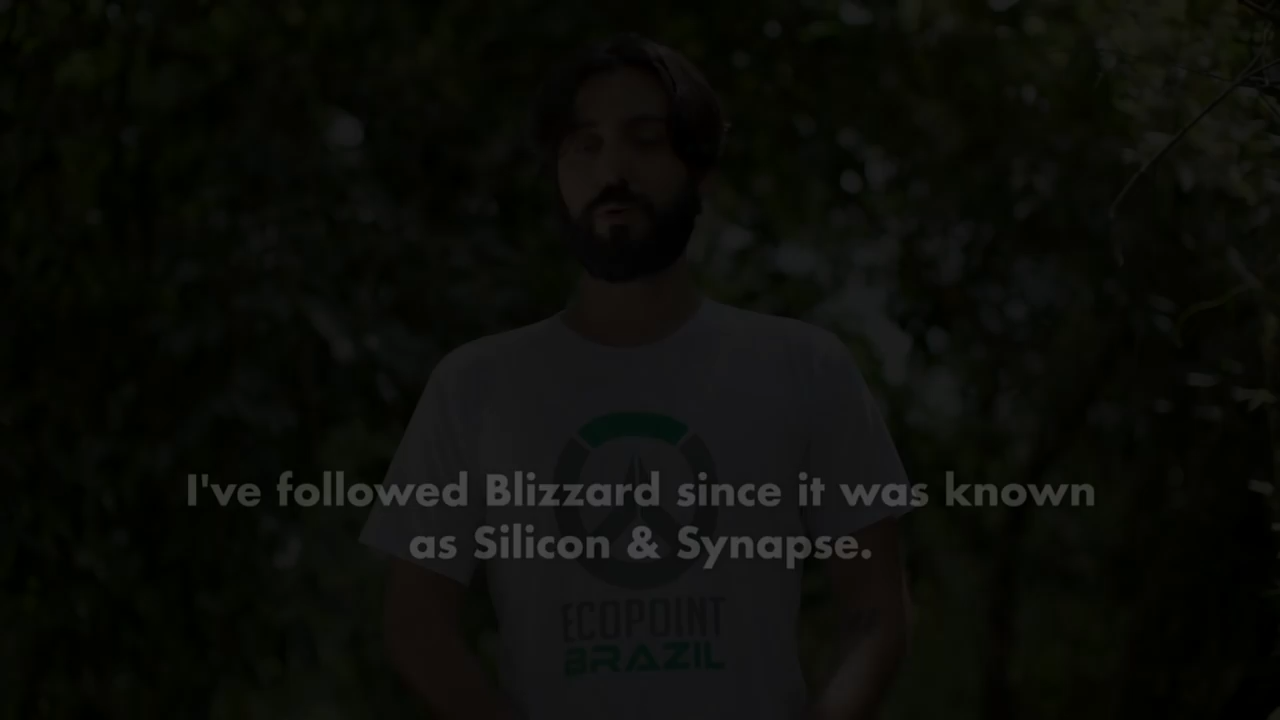 I've followed Blizzard since it was known
as Silicon & Synapse.
ECOPOINT
BRAZIL